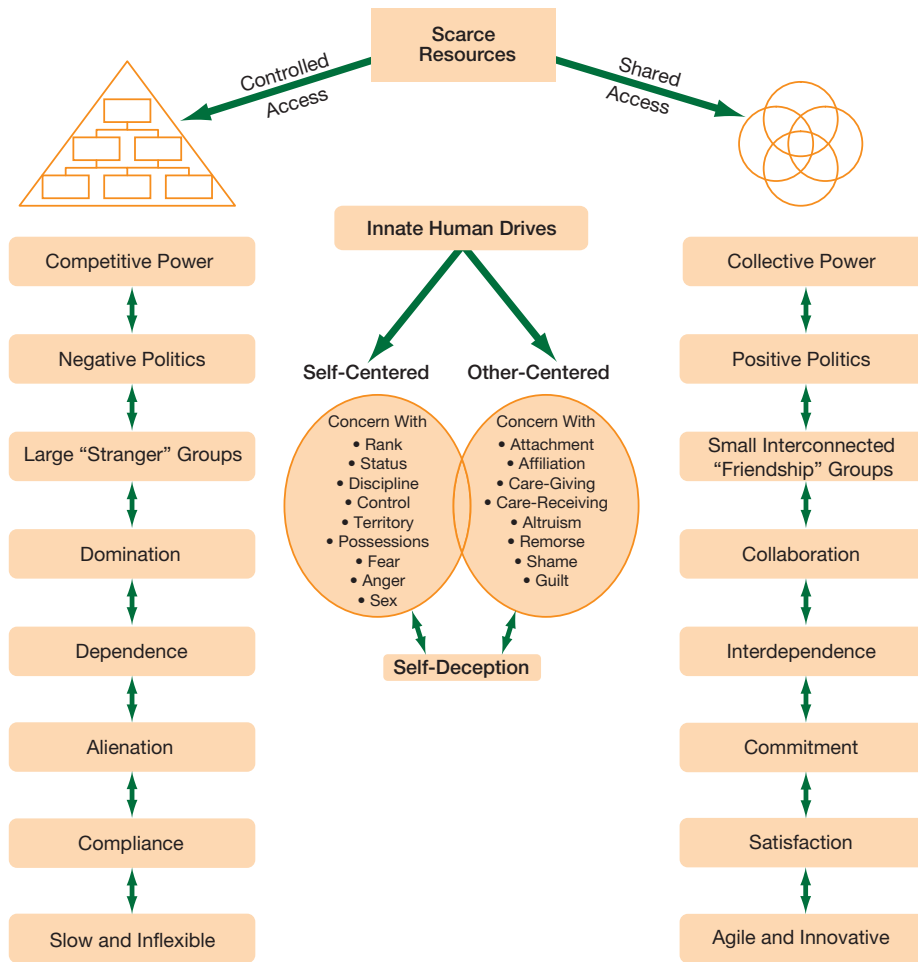 Scarce
Resources
Controlled
Access
Shared
Access
Innate Human Drives
Competitive Power
Collective Power
Negative Politics
Positive Politics
Self-Centered
Other-Centered
Concern With
• Rank
• Status
• Discipline
• Control
• Territory
• Possessions
• Fear
• Anger
• Sex
Concern With
• Attachment
• Affiliation
• Care-Giving
• Care-Receiving
• Altruism
• Remorse
• Shame
• Guilt
Large “Stranger” Groups
Small Interconnected
“Friendship” Groups
Domination
Collaboration
Dependence
Self-Deception
Interdependence
Alienation
Commitment
Compliance
Satisfaction
Slow and Inflexible
Agile and Innovative